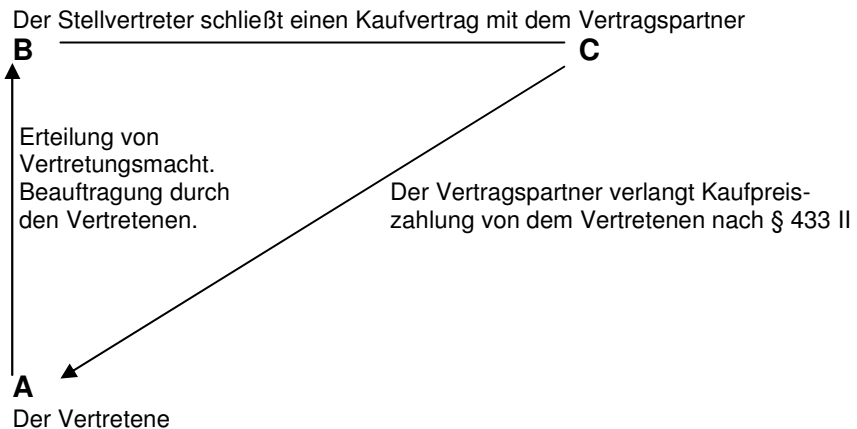 Der Stellvertreter schließt einen Kaufvertrag mit dem Vertragspartner
B
C
Erteilung von
Vertretungsmacht.
Beauftragung durch
den Vertretenen.
Der Vertragspartner verlangt Kaufpreis-
zahlung von dem Vertretenen nach § 433 II
A
Der Vertretene